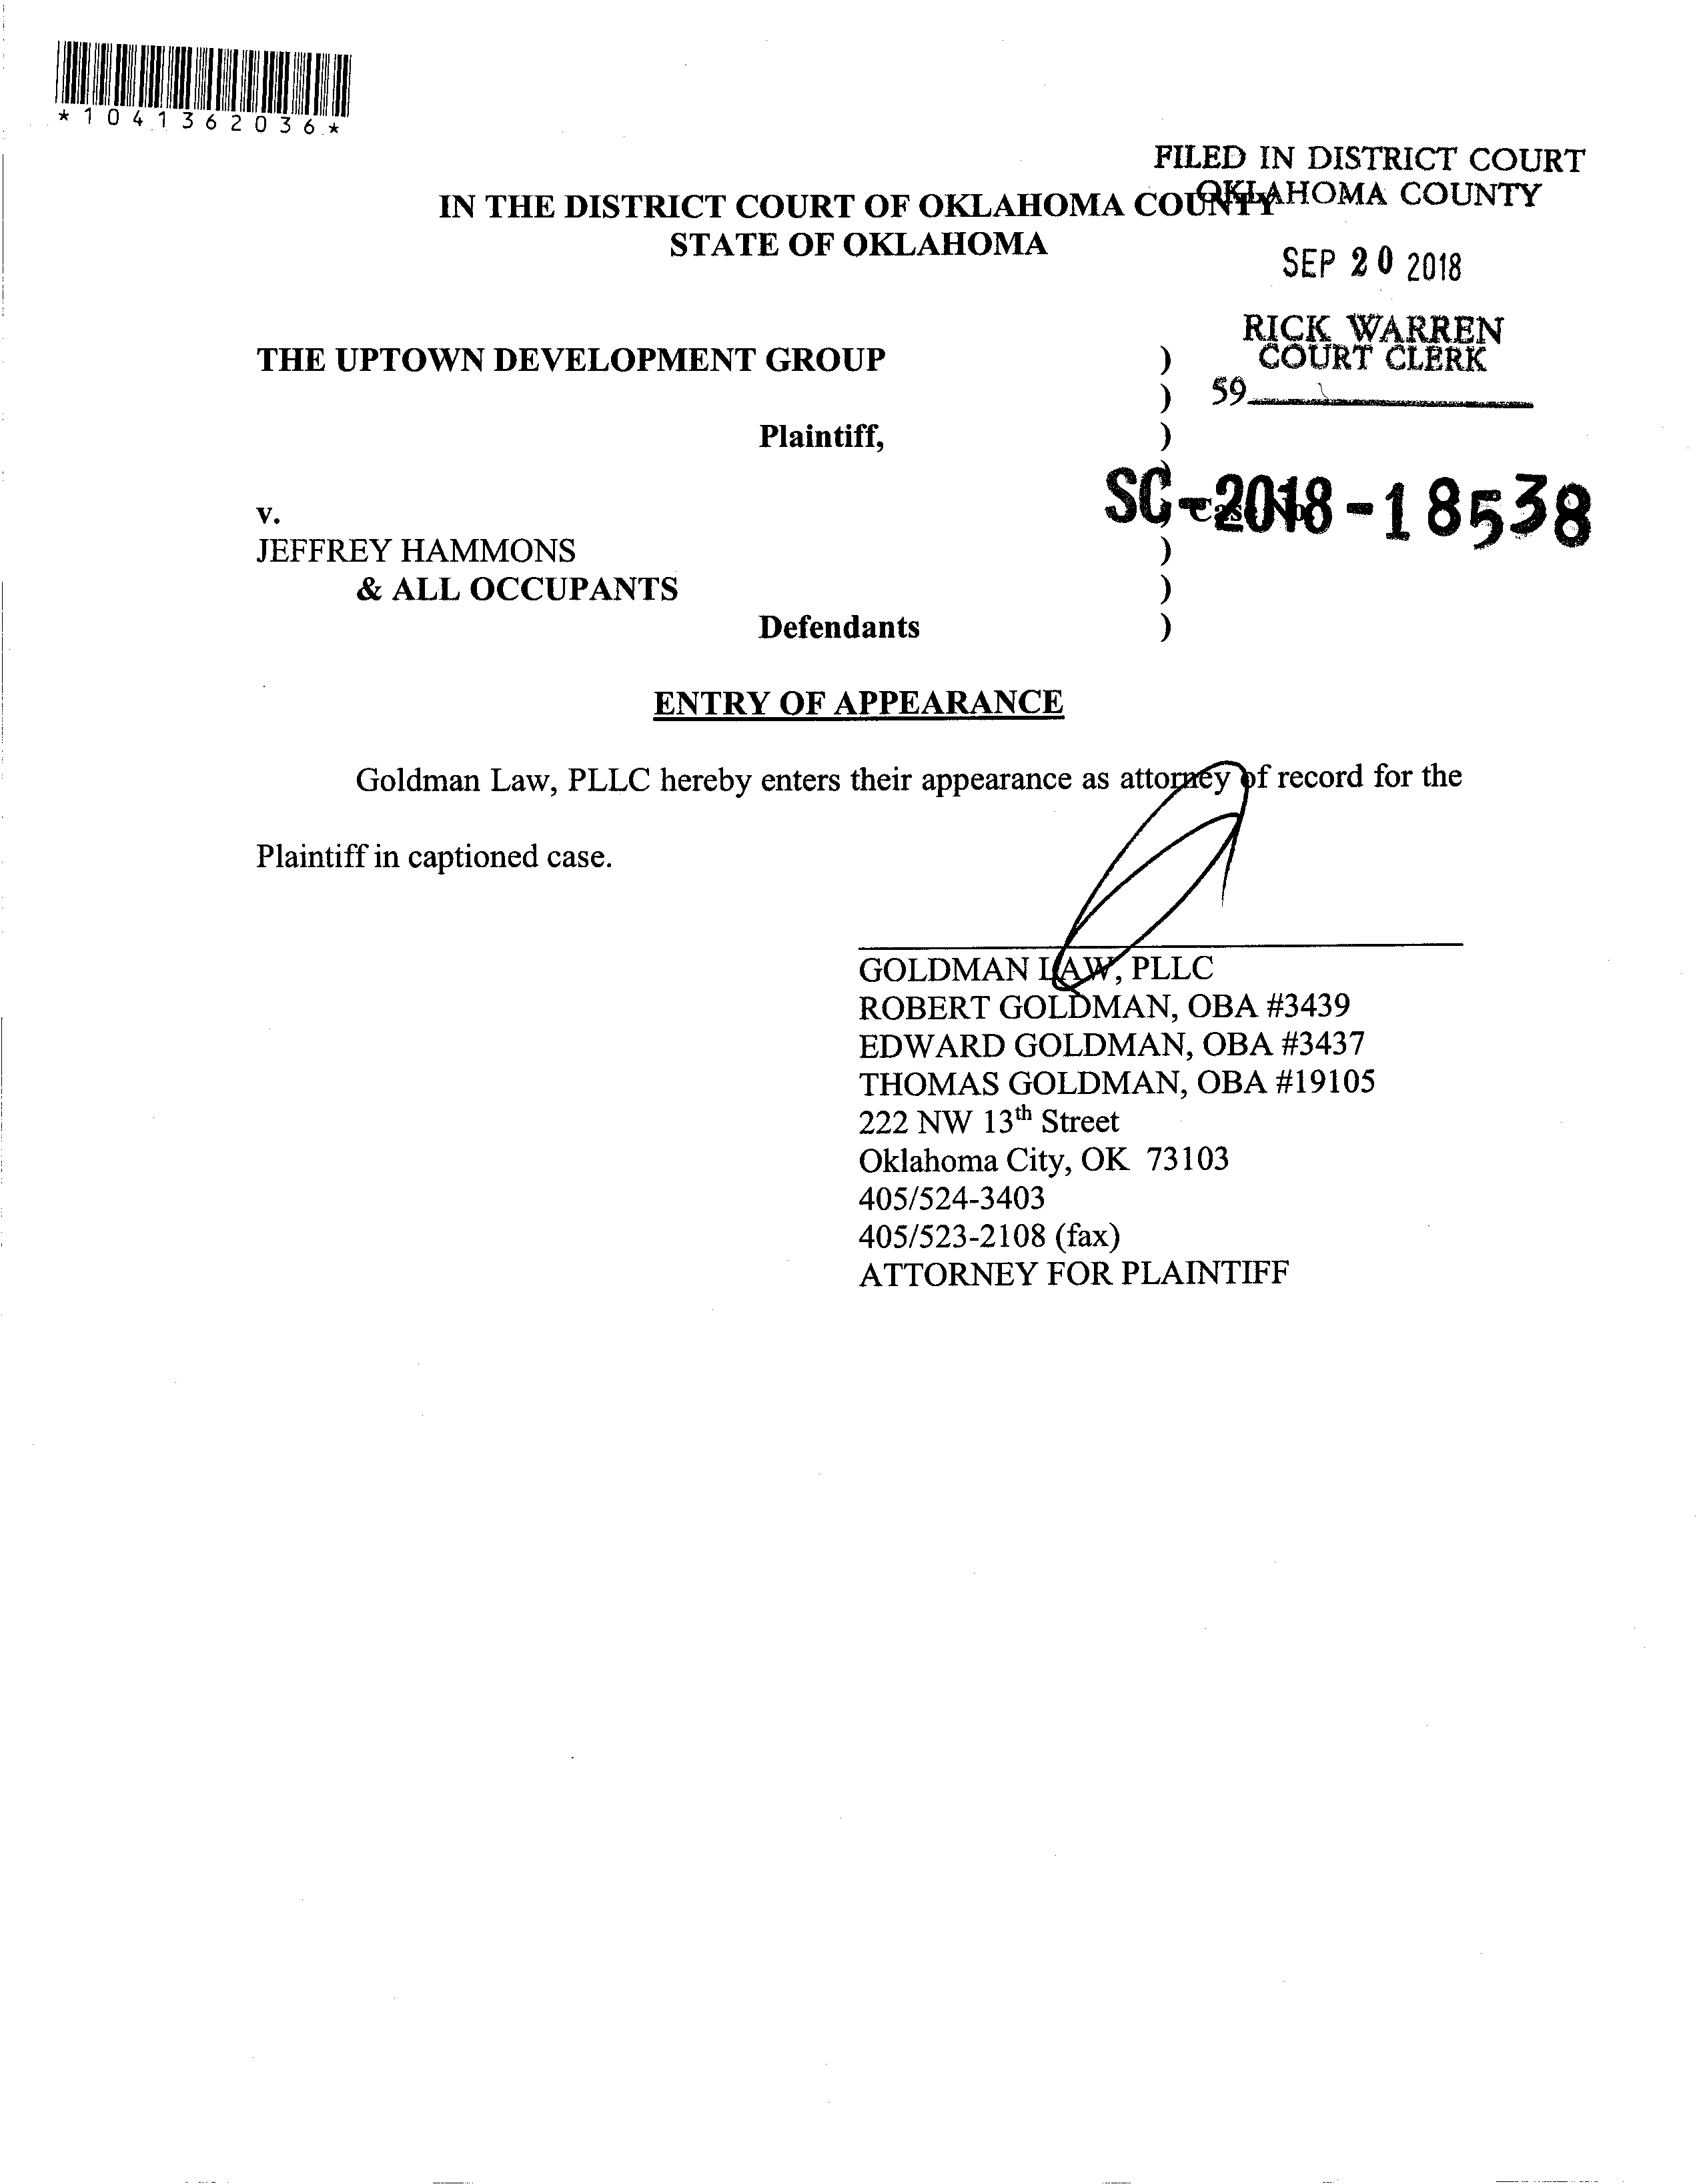 *1041362036*
FILED IN DISTRICT COURT
OKLAHOMA COUNTY
IN THE DISTRICT COURT OF OKLAHOMA COUNTY
STATE OF OKLAHOMA
SEP 20 2018
RICK WARREN
COURT CLERK
59
THE UPTOWN DEVELOPMENT GROUP )
)
Plaintiff, )
)
v. ) Case No.
SC-2018-18538
JEFFREY HAMMONS )
& ALL OCCUPANTS )
Defendants )
ENTRY OF APPEARANCE
Goldman Law, PLLC hereby enters their appearance as attorney of record for the
Plaintiff in captioned case.
GOLDMAN LAW, PLLC
ROBERT GOLDMAN, OBA #3439
EDWARD GOLDMAN, OBA #3437
THOMAS GOLDMAN, OBA #19105
222 NW 13th Street
Oklahoma City, OK 73103
405/524-3403
405/523-2108 (fax)
ATTORNEY FOR PLAINTIFF